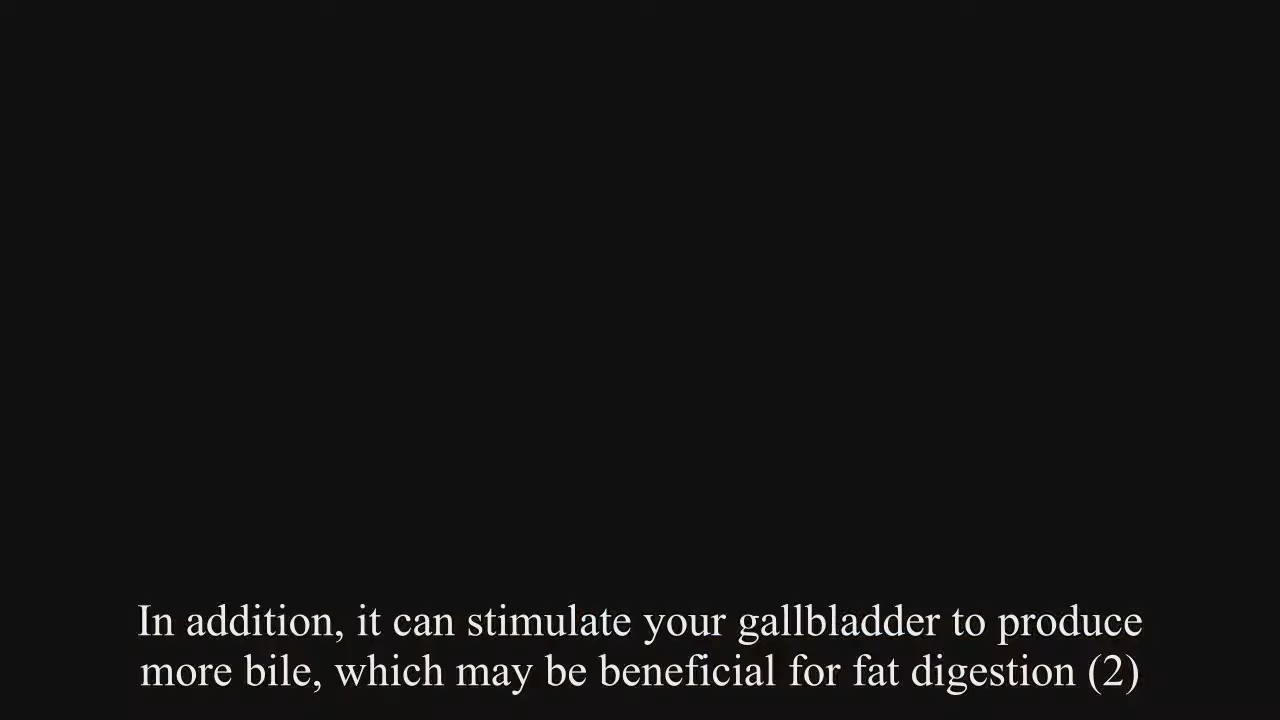 In addition, it can stimulate your gallbladder to produce
more bile, which may be beneficial for fat digestion (2)